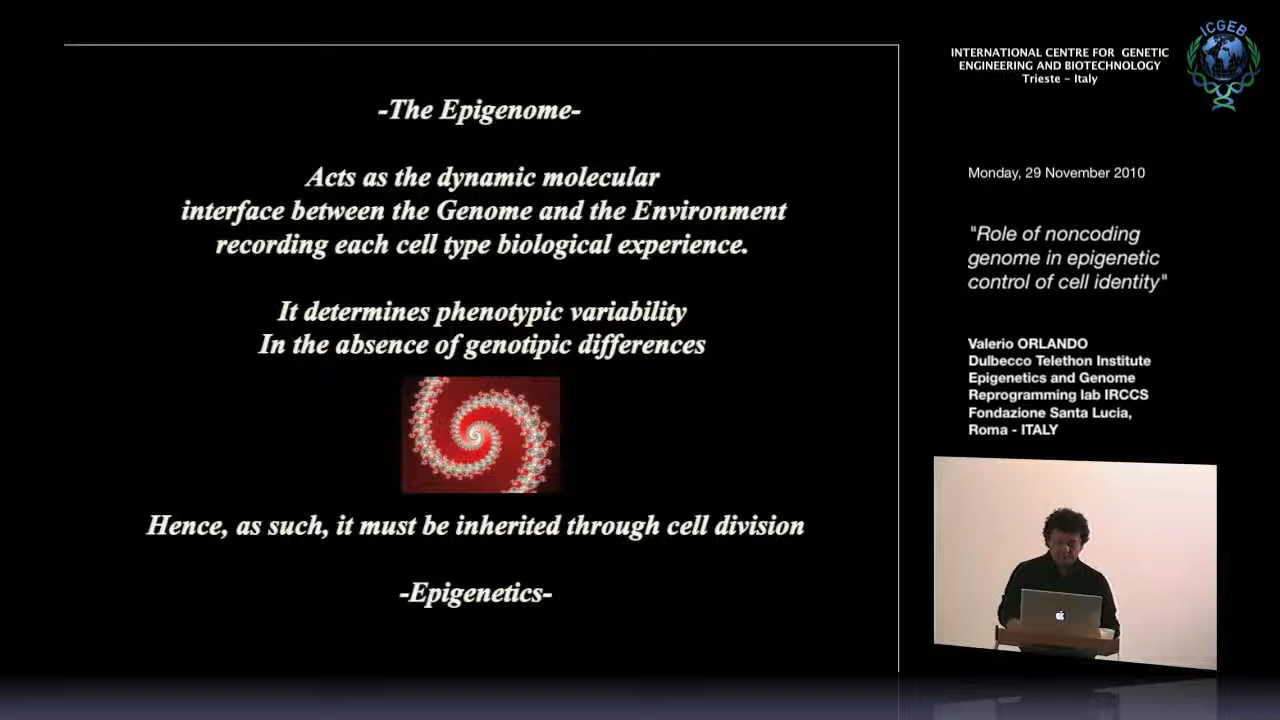 -The Epigenome-
Acts as the dynamic molecular
interface between the Genome and the Environment
recording each cell type biological experience.
It determines phenotypic variability
In the absence of genotipic differences
Hence, as such, it must be inherited through cell division
-Epigenetics-
INTERNATIONAL CENTRE FOR GENETIC
ENGINEERING AND BIOTECHNOLOGY
Trieste - Italy
ICGEB
Monday, 29 November 2010
"Role of noncoding
genome in epigenetic
control of cell identity"
Valerio ORLANDO
Dulbecco Telethon Institute
Epigenetics and Genome
Reprogramming lab IRCCS
Fondazione Santa Lucia,
Roma - ITALY